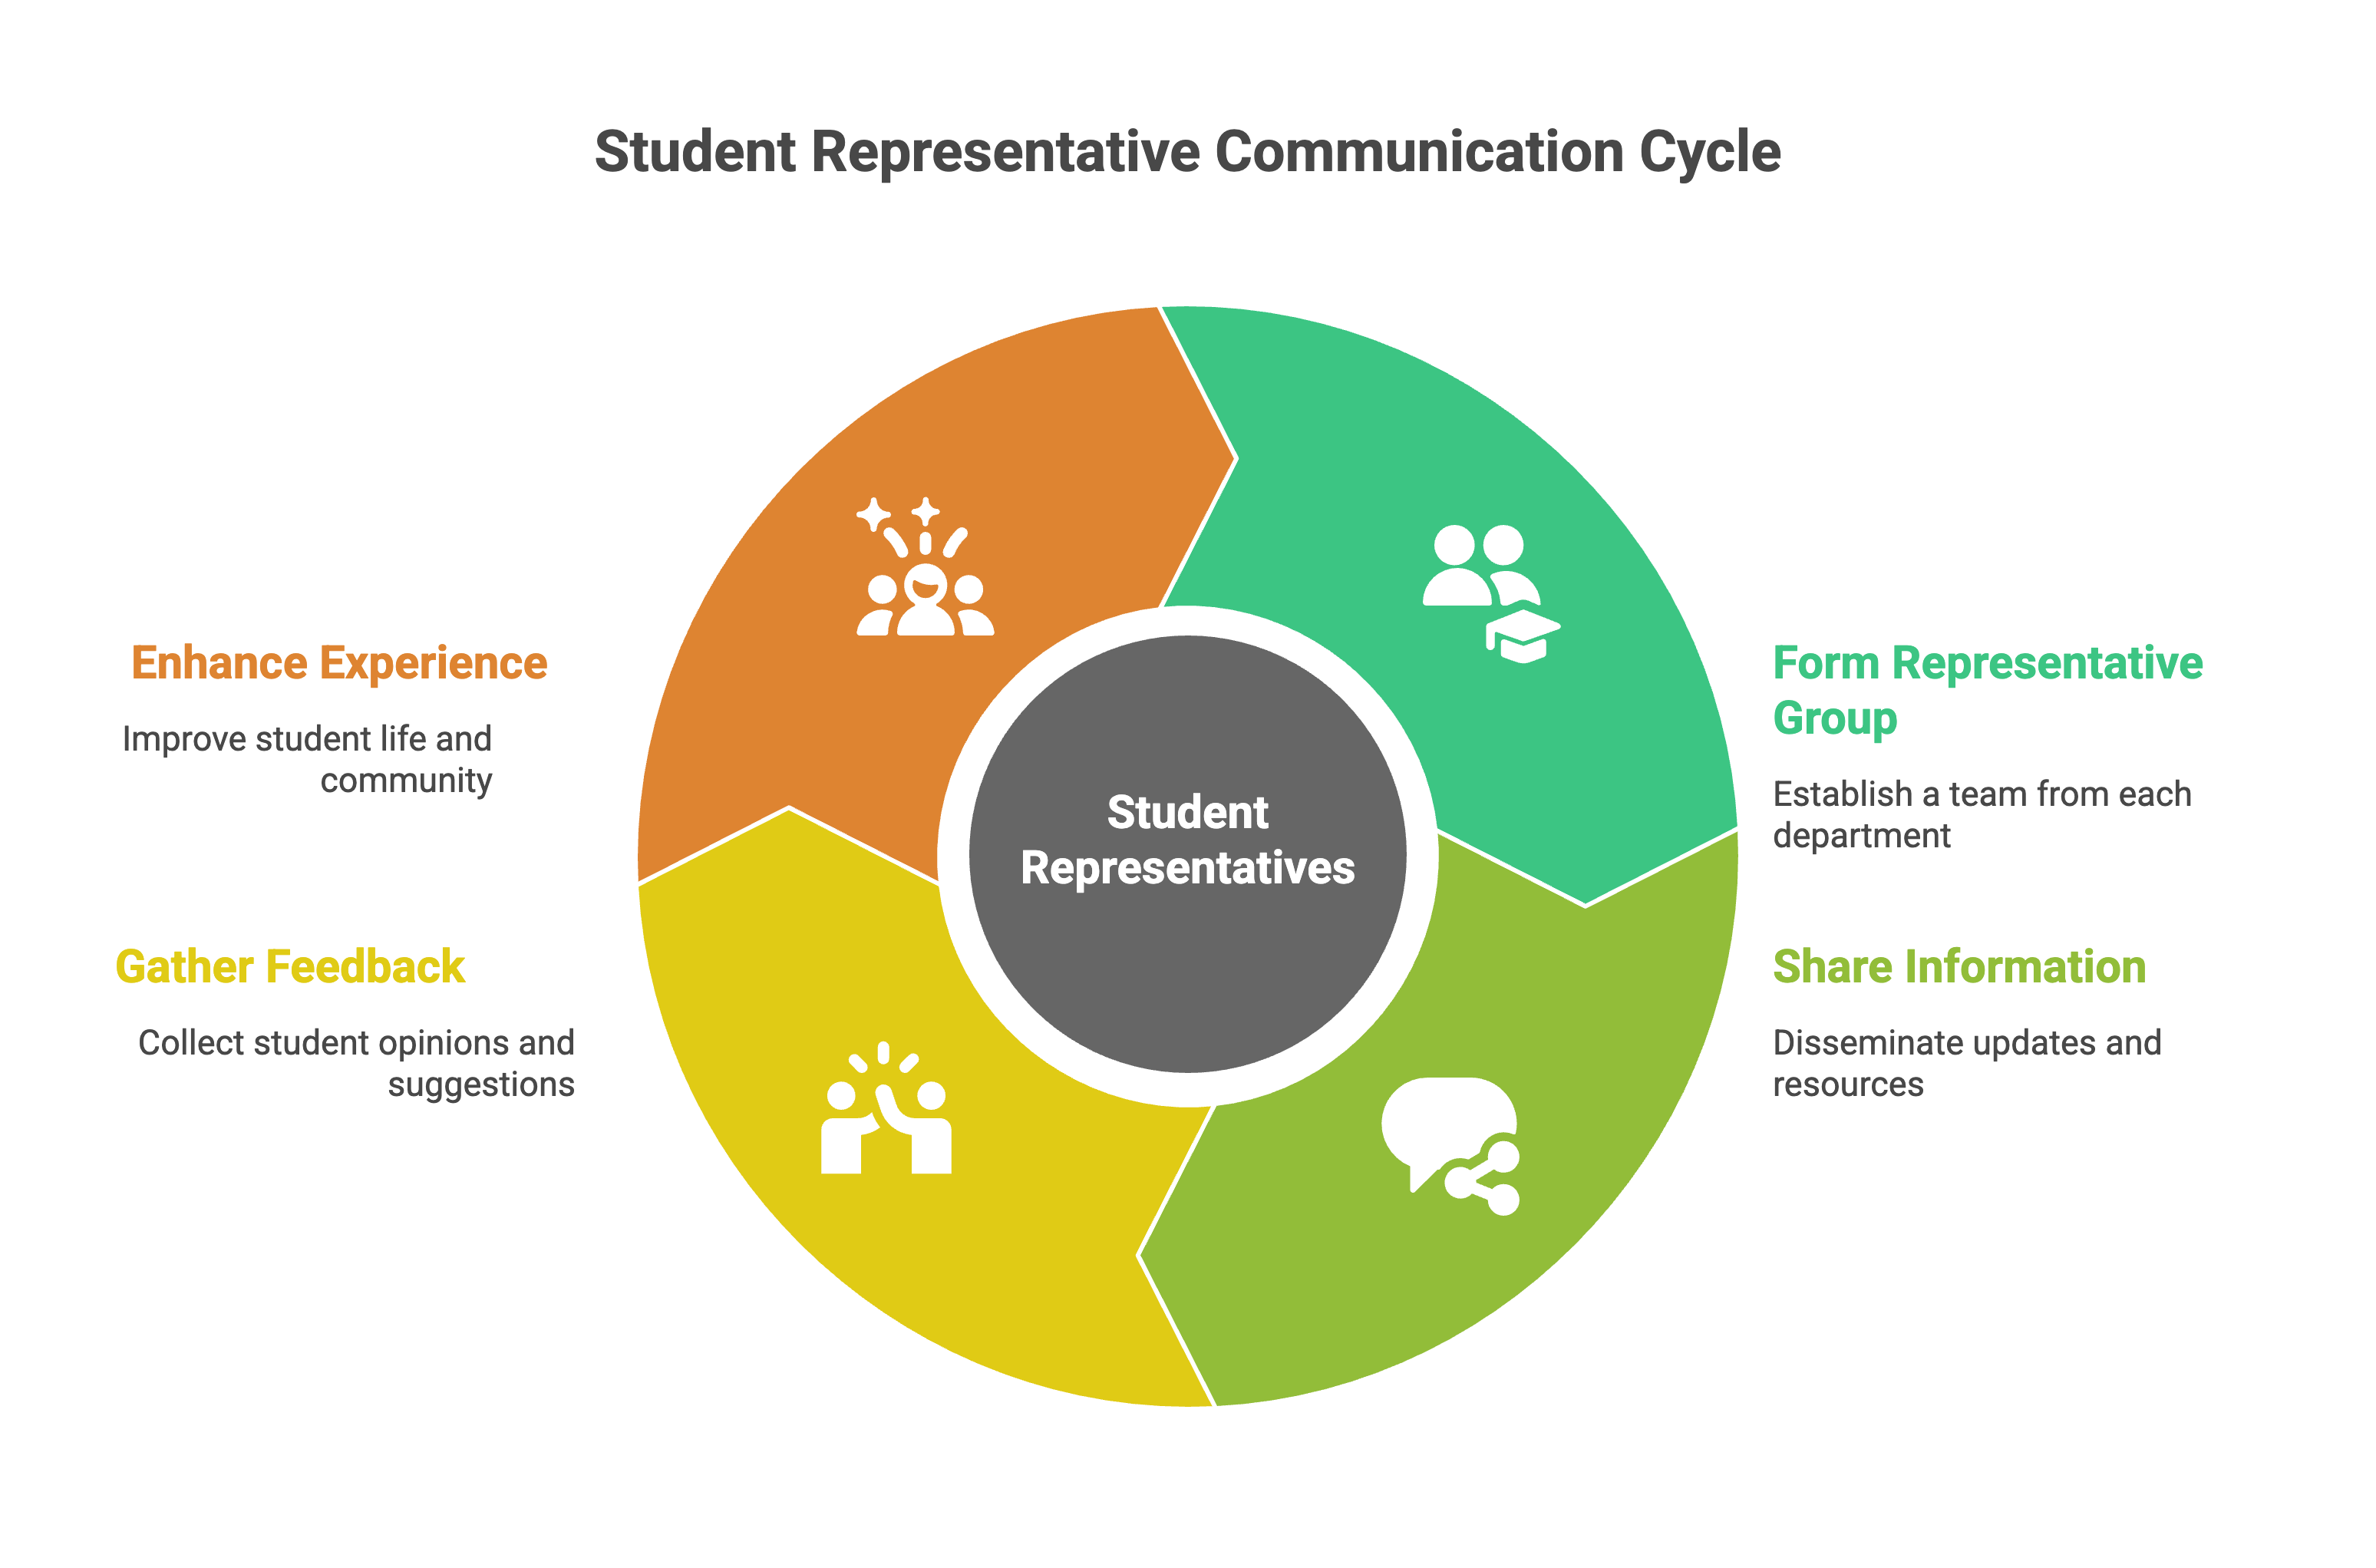 Student Representative Communication Cycle
Enhance Experience
Improve student life and
community
Form Representative
Group
Establish a team from each
department
Student
Representatives
Gather Feedback
Collect student opinions and
suggestions
Share Information
Disseminate updates and
resources